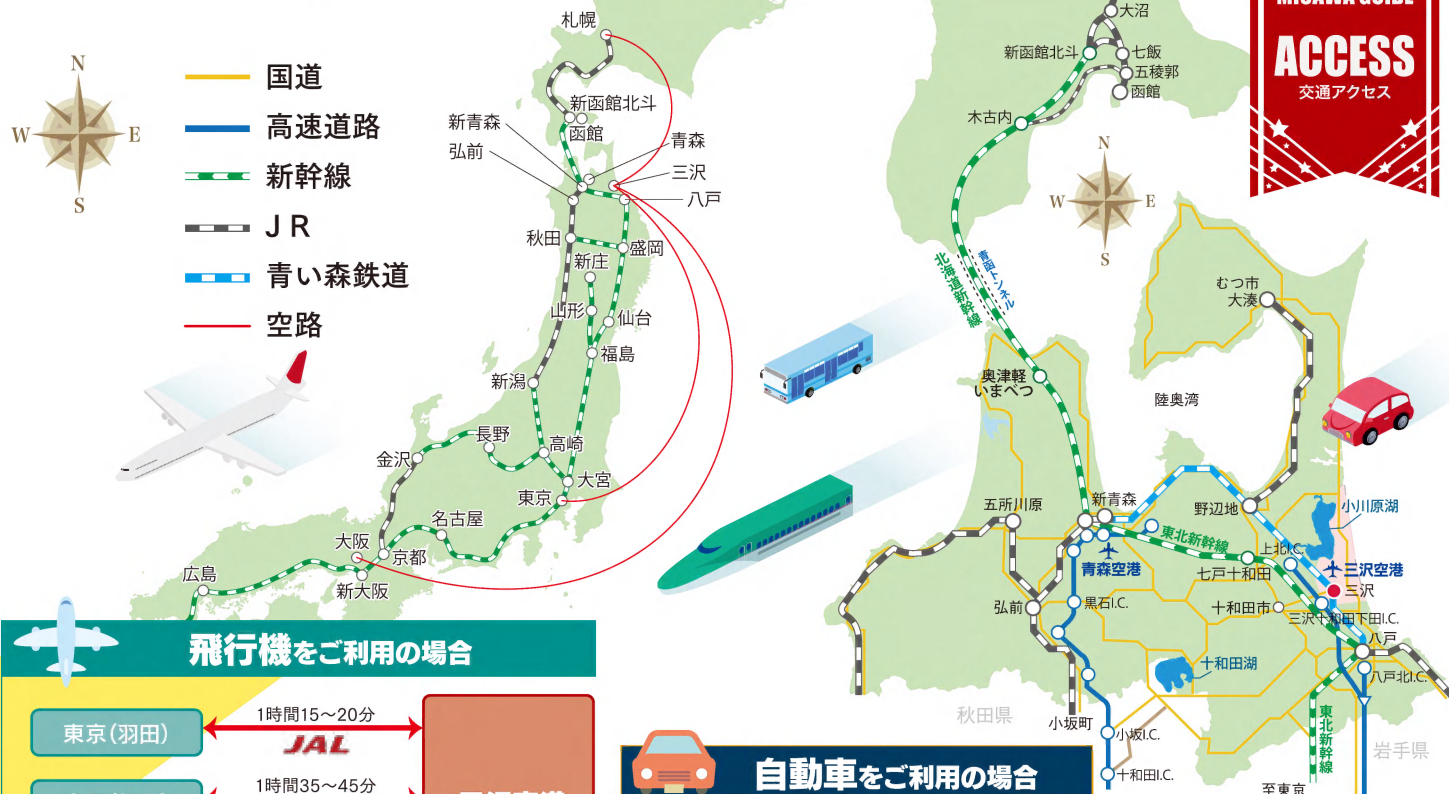 N
W
E
S
国道
高速道路
新幹線
JR
青い森鉄道
空路
札幌
新函館北斗
函館
新青森
弘前
青森
三沢
八戸
秋田
盛岡
新庄
山形
仙台
福島
新潟
長野
高崎
金沢
大宮
東京
名古屋
大阪
京都
新大阪
広島
大沼
新函館北斗
七飯
五稜郭
函館
木古内
ACCESS
交通アクセス
N
W
E
S
北海道新幹線
青函トンネル
むつ市
大湊
奥津軽
いまべつ
陸奥湾
五所川原
新青森
野辺地
小川原湖
東北新幹線
上北I.C.
青森空港
七戸十和田
三沢空港
三沢
弘前
黒石I.C.
十和田市
三沢十和田下田I.C.
八戸
十和田湖
八戸北I.C.
秋田県
小坂町
小坂I.C.
東北新幹線
岩手県
十和田I.C.
至東京
飛行機をご利用の場合
東京(羽田)
1時間15~20分
JAL
1時間35~45分
自動車をご利用の場合